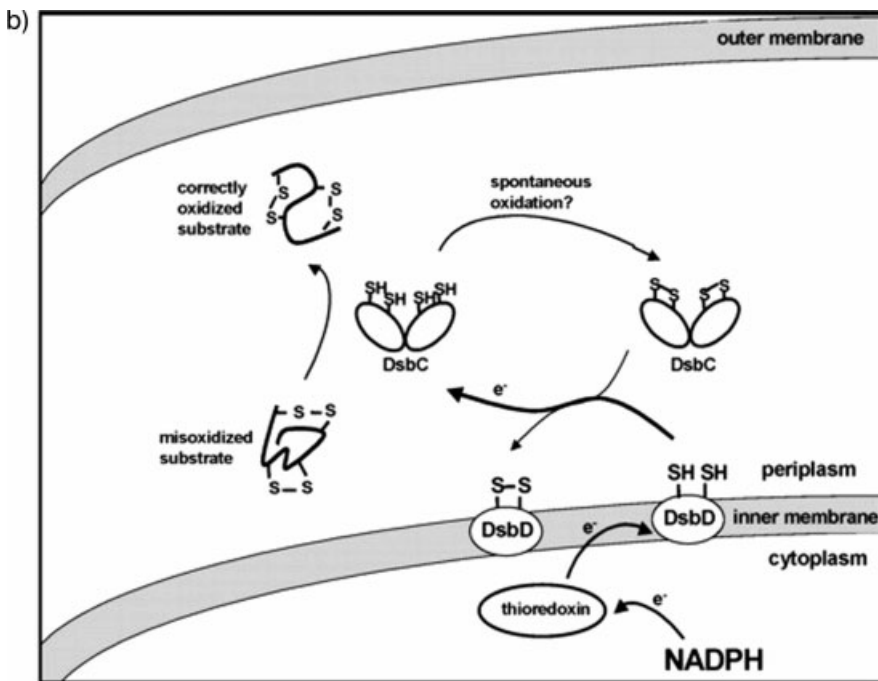 b)
outer membrane
correctly
oxidized
substrate
S
S
S
S
spontaneous
oxidation?
SH
SH
SH
SH
DsbC
S
S
S
S
DsbC
e-
misoxidized
substrate
S - S
S - S
S-S
DsbD
SH SH
DsbD
periplasm
inner membrane
cytoplasm
e-
thioredoxin
e-
NADPH